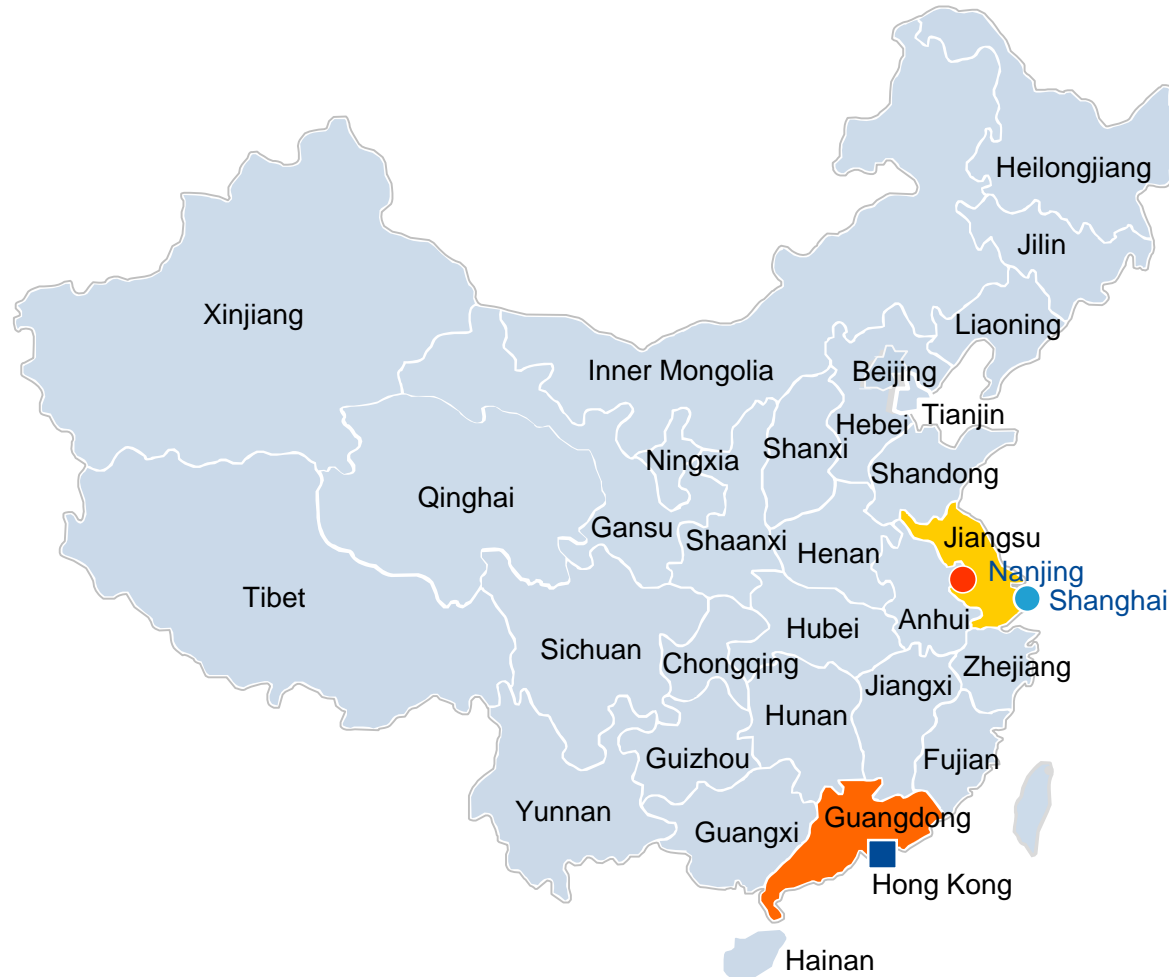 Heilongjiang
Jilin
Xinjiang
Liaoning
Inner Mongolia
Beijing
Tianjin
Hebei
Shanxi
Ningxia
Shandong
Qinghai
Gansu
Shaanxi
Henan
Jiangsu
Nanjing
Tibet
Shanghai
Anhui
Hubei
Sichuan
Chongqing
Zhejiang
Jiangxi
Hunan
Guizhou
Fujian
Yunnan
Guangdong
Guangxi
Hong Kong
Hainan